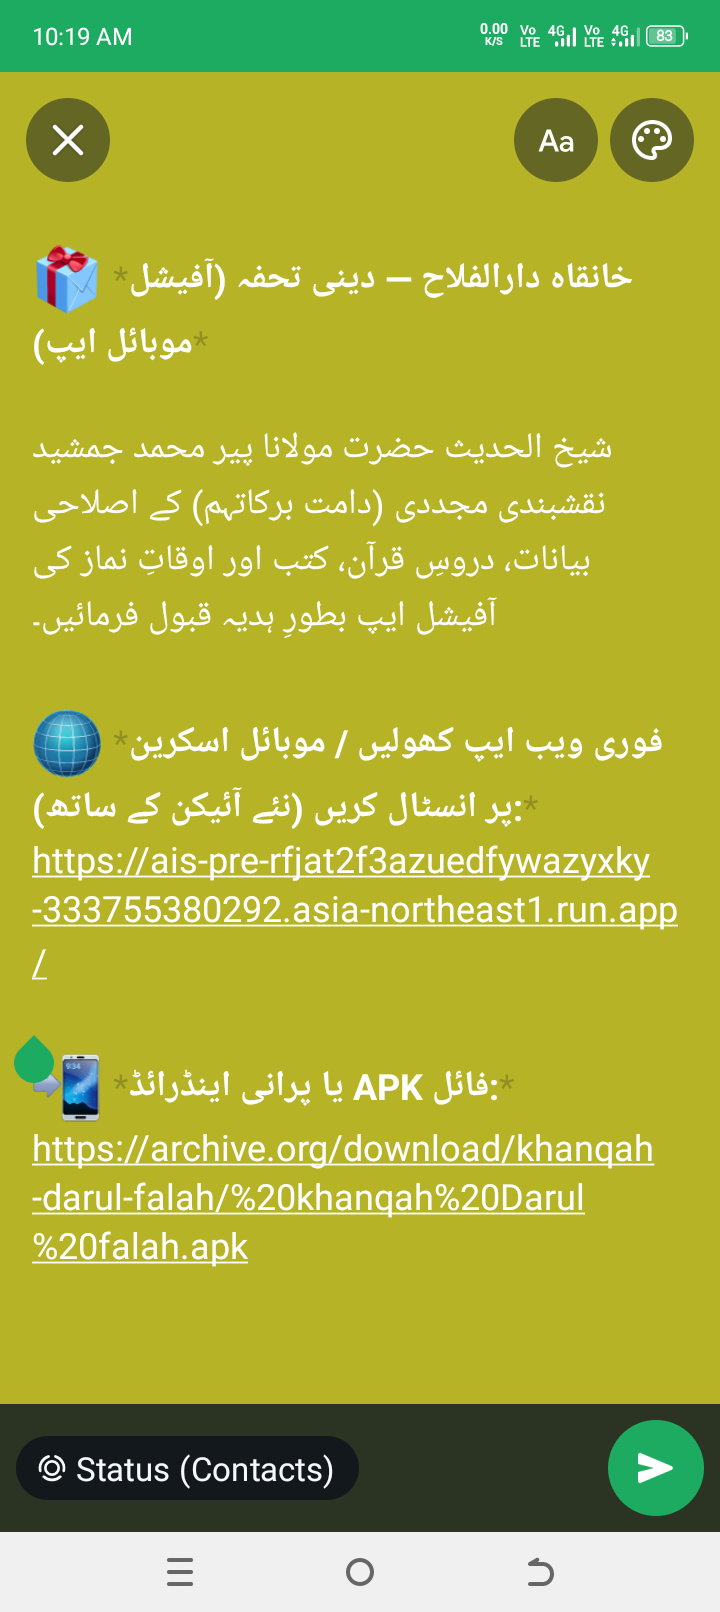 10:19 AM
0.00 K/S Vo LTE 4G Vo LTE 4G 83
Aa
🎁 *خانقاہ دارالفلاح — دینی تحفہ (آفیشل
موبائل ایپ)*
شیخ الحدیث حضرت مولانا پیر محمد جمشید
نقشبندی مجددی (دامت برکاتہم) کے اصلاحی
بیانات، دروسِ قرآن، کتب اور اوقاتِ نماز کی
آفیشل ایپ بطورِ ہدیہ قبول فرمائیں۔
🌐 *فوری ویب ایپ کھولیں / موبائل اسکرین
پر انسٹال کریں (نئے آئیکن کے ساتھ):*
https://ais-pre-rfjat2f3azuedfywazyxky
-333755380292.asia-northeast1.run.app
/
📲 *فائل APK یا پرانی اینڈرائڈ:*
9:34
https://archive.org/download/khanqah
-darul-falah/%20khanqah%20Darul
%20falah.apk
Status (Contacts)